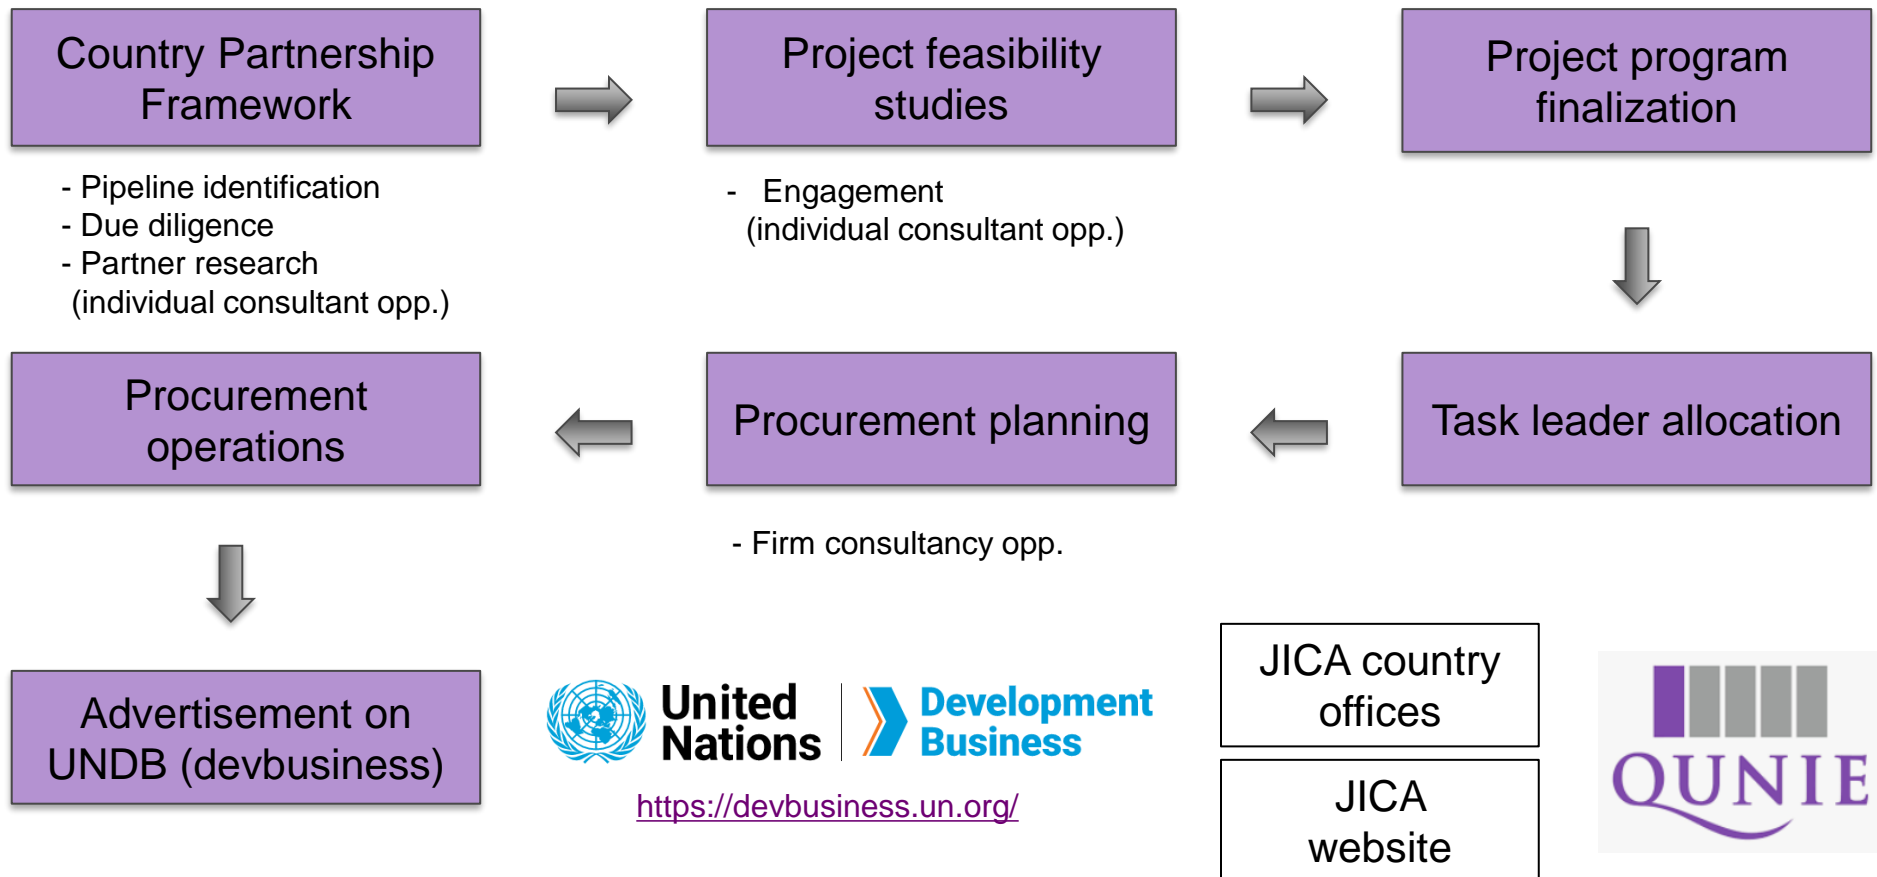 Country Partnership
Framework
Project feasibility
studies
Project program
finalization
- Pipeline identification
- Due diligence
- Partner research
(individual consultant opp.)
- Engagement
(individual consultant opp.)
Procurement
operations
Procurement planning
Task leader allocation
- Firm consultancy opp.
Advertisement on
UNDB (devbusiness)
United
Nations
Development
Business
https://devbusiness.un.org/
JICA country
offices
JICA
website
QUNIE